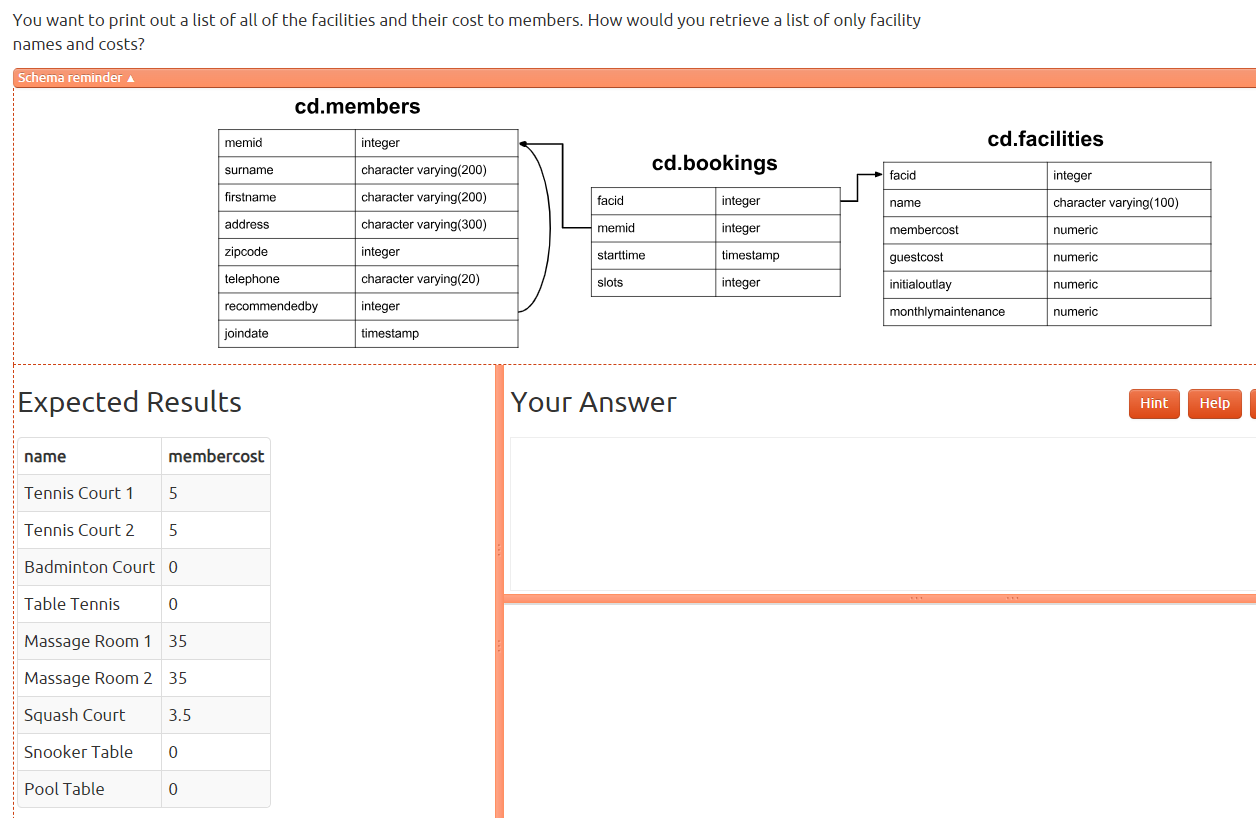 You want to print out a list of all of the facilities and their cost to members. How would you retrieve a list of only facility
names and costs?
Schema reminder ▲
cd.members
memid integer
surname character varying(200)
firstname character varying(200)
address character varying(300)
zipcode integer
telephone character varying(20)
recommendedby integer
joindate timestamp
cd.bookings
facid integer
memid integer
starttime timestamp
slots integer
cd.facilities
facid integer
name character varying(100)
membercost numeric
guestcost numeric
initialoutlay numeric
monthlymaintenance numeric
Expected Results
name membercost
Tennis Court 1 5
Tennis Court 2 5
Badminton Court 0
Table Tennis 0
Massage Room 1 35
Massage Room 2 35
Squash Court 3.5
Snooker Table 0
Pool Table 0
Your Answer
Hint Help